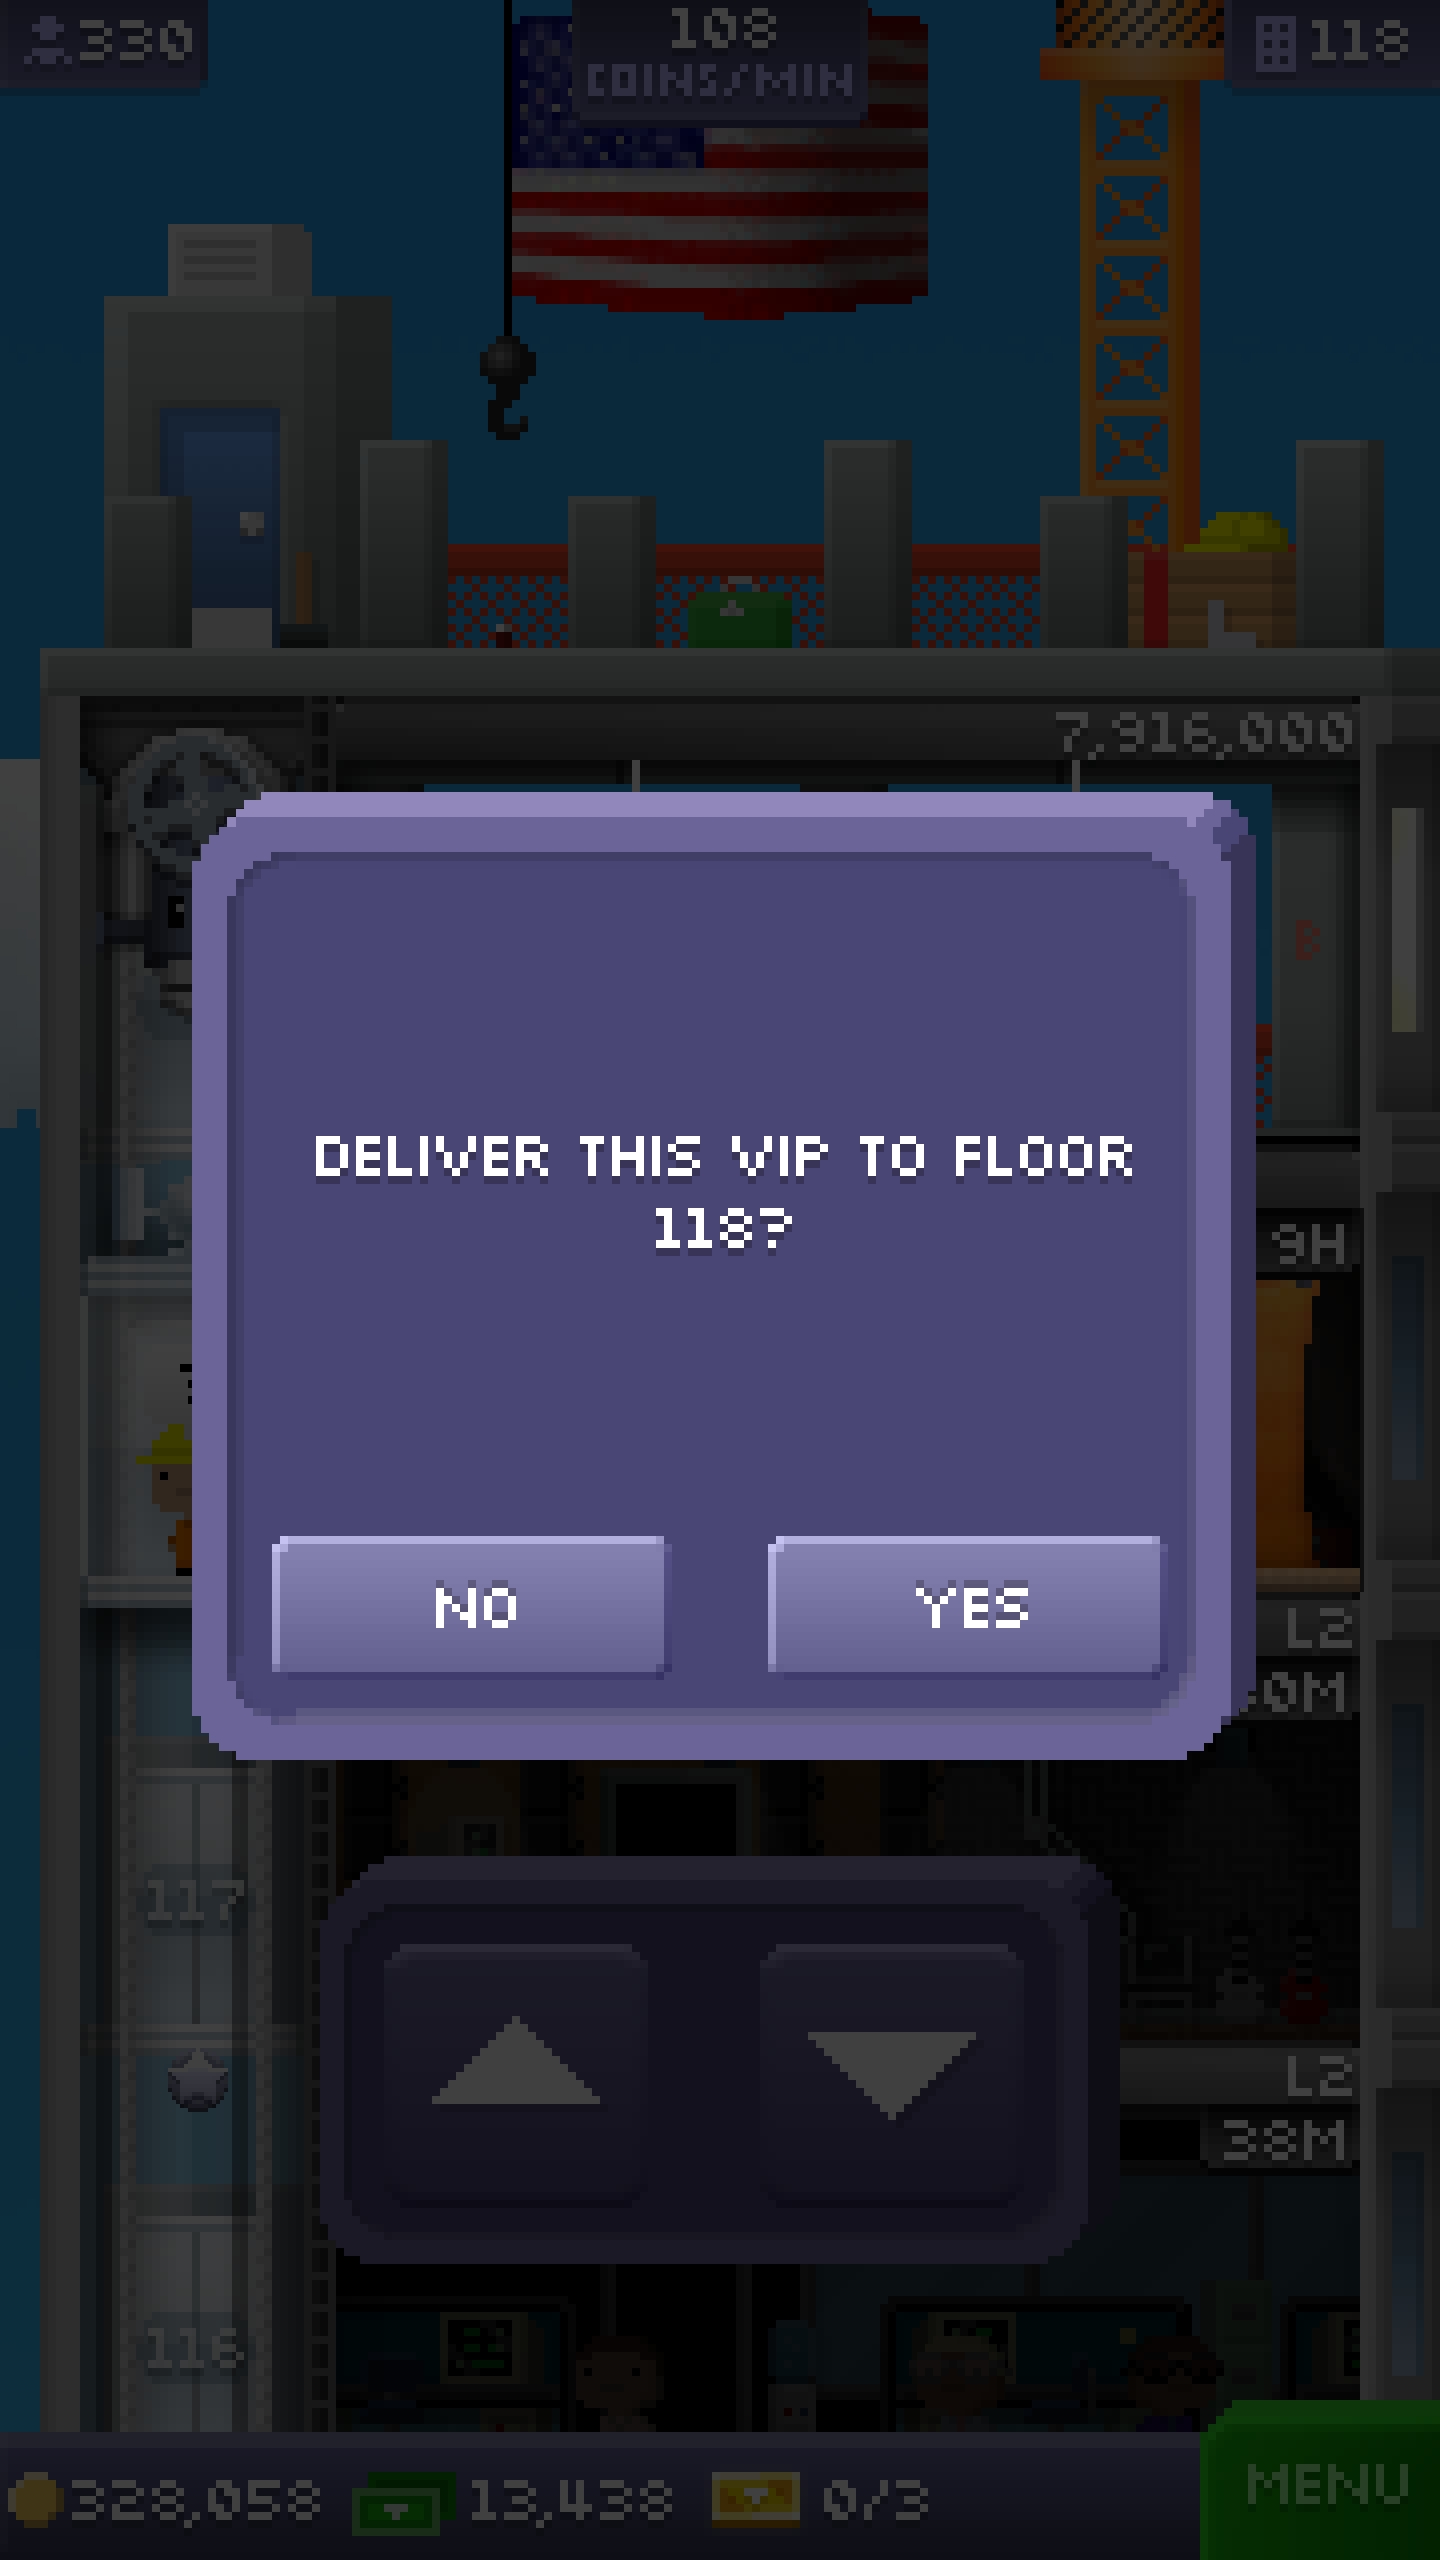 330
108
COINS/MIN
118
7,916,000
B
9H
DELIVER THIS VIP TO FLOOR
118?
NO
YES
L2
0M
117
L2
38M
116
328,058
13,438
0/3
MENU